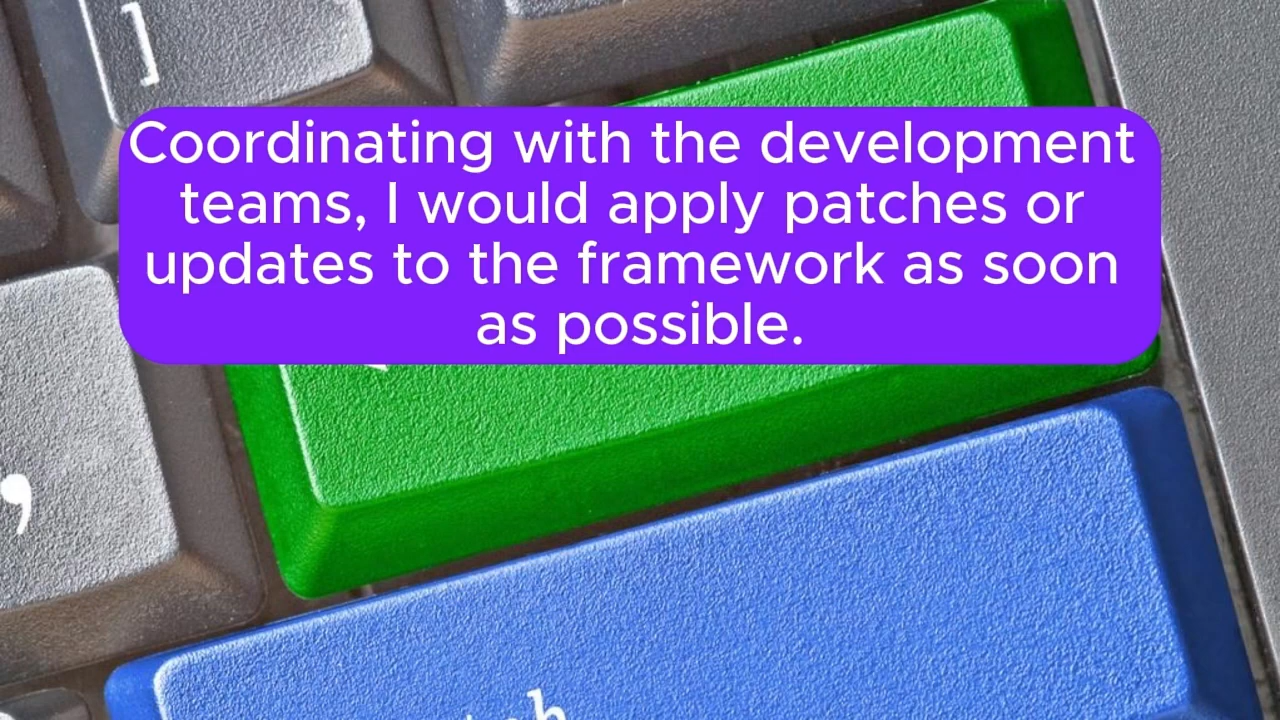 ]
Coordinating with the development
teams, I would apply patches or
updates to the framework as soon
as possible.
,